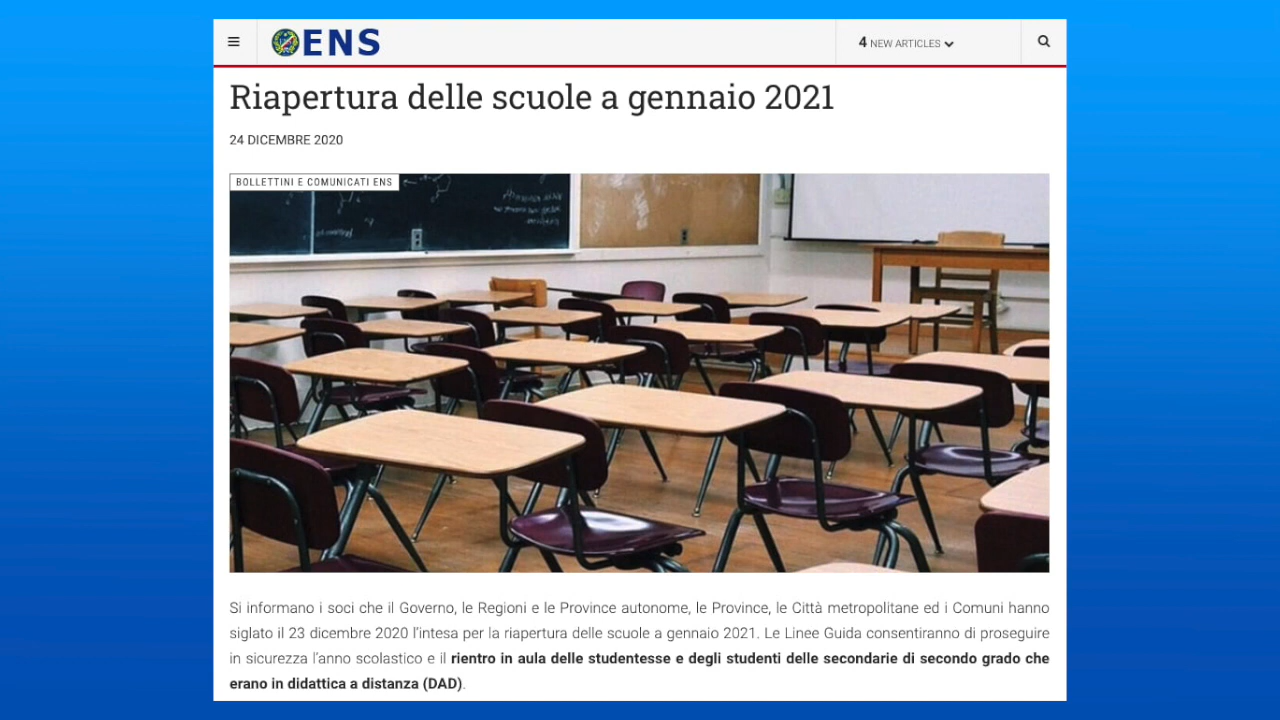 ENS
4 NEW ARTICLES
Riapertura delle scuole a gennaio 2021
24 DICEMBRE 2020
BOLLETTINI E COMUNICATI ENS
Si informano i soci che il Governo, le Regioni e le Province autonome, le Province, le Città metropolitane ed i Comuni hanno
siglato il 23 dicembre 2020 l'intesa per la riapertura delle scuole a gennaio 2021. Le Linee Guida consentiranno di proseguire
in sicurezza l'anno scolastico e il rientro in aula delle studentesse e degli studenti delle secondarie di secondo grado che
erano in didattica a distanza (DAD).